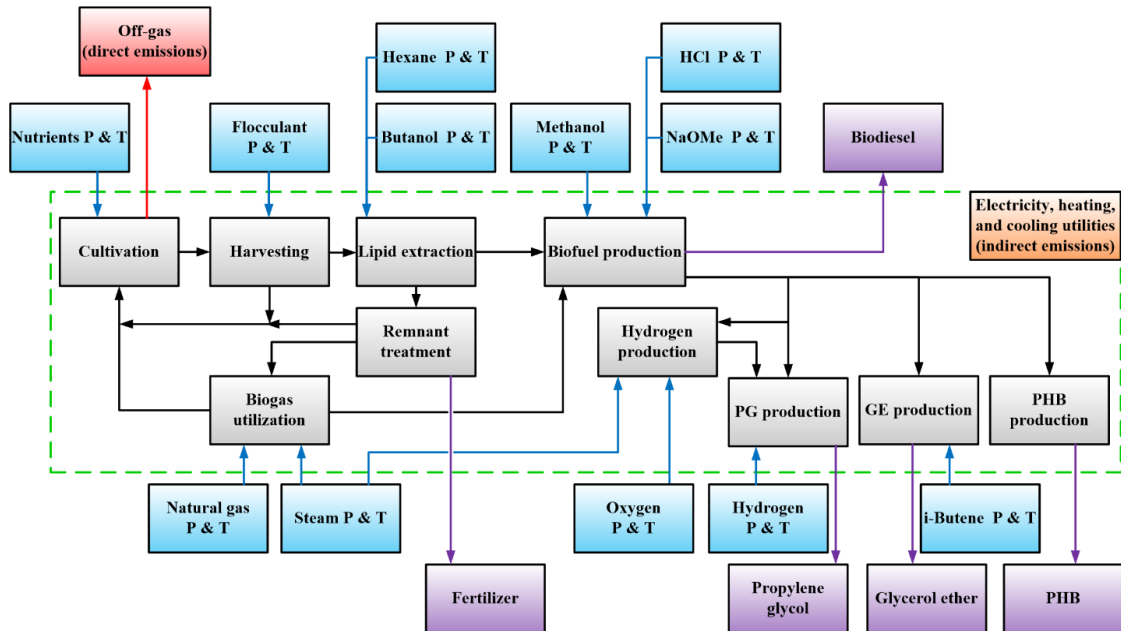 Off-gas
(direct emissions)
Hexane P & T
HCl P & T
Nutrients P & T
Flocculant
P & T
Butanol P & T
Methanol
P & T
NaOMe P & T
Biodiesel
Electricity, heating,
and cooling utilities
(indirect emissions)
Cultivation
Harvesting
Lipid extraction
Biofuel production
Remnant
treatment
Hydrogen
production
Biogas
utilization
PG production
GE production
PHB
production
Natural gas
P & T
Steam P & T
Oxygen
P & T
Hydrogen
P & T
i-Butene P & T
Fertilizer
Propylene
glycol
Glycerol ether
PHB